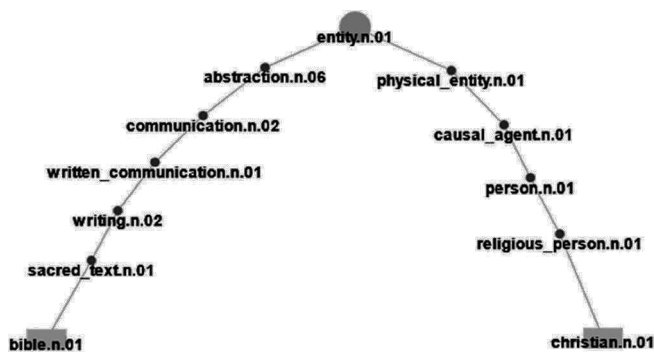 entity.n.01
abstraction.n.06
physical_entity.n.01
communication.n.02
causal_agent.n.01
written_communication.n.01
person.n.01
writing.n.02
religious_person.n.01
sacred_text.n.01
bible.n.01
christian.n.01